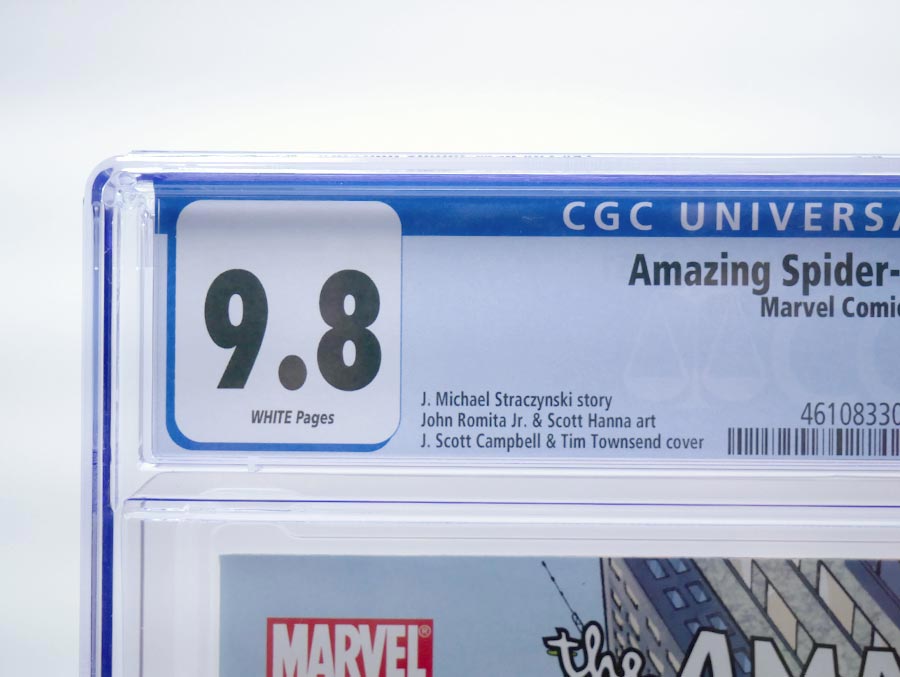 CGC UNIVERSA
9.8
WHITE Pages
Amazing Spider-
Marvel Comic
J. Michael Straczynski story
John Romita Jr. & Scott Hanna art
J. Scott Campbell & Tim Townsend cover
46108330
MARVEL®
the AMA